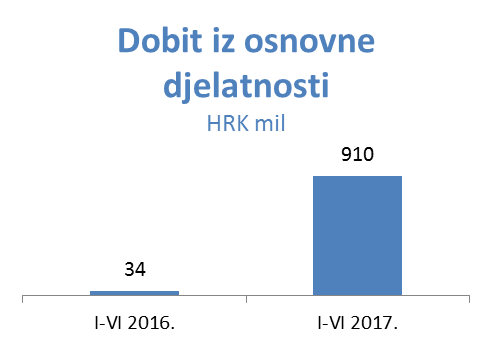 Dobit iz osnovne
djelatnosti
HRK mil
910
34
I-VI 2016.
I-VI 2017.